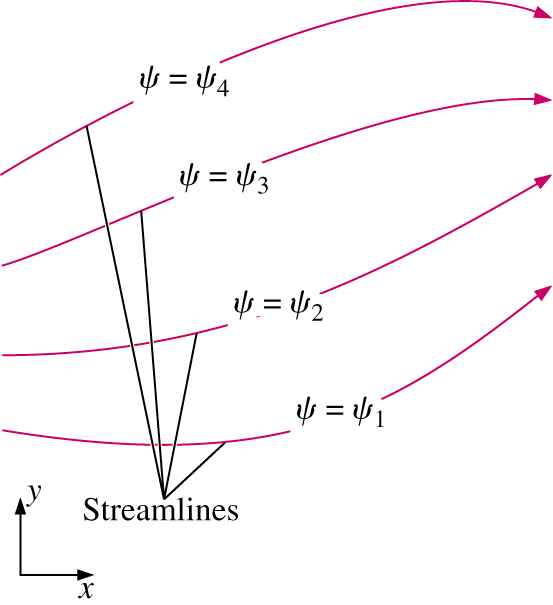 ψ = ψ₄
ψ = ψ₃
ψ = ψ₂
ψ = ψ₁
y
Streamlines
x